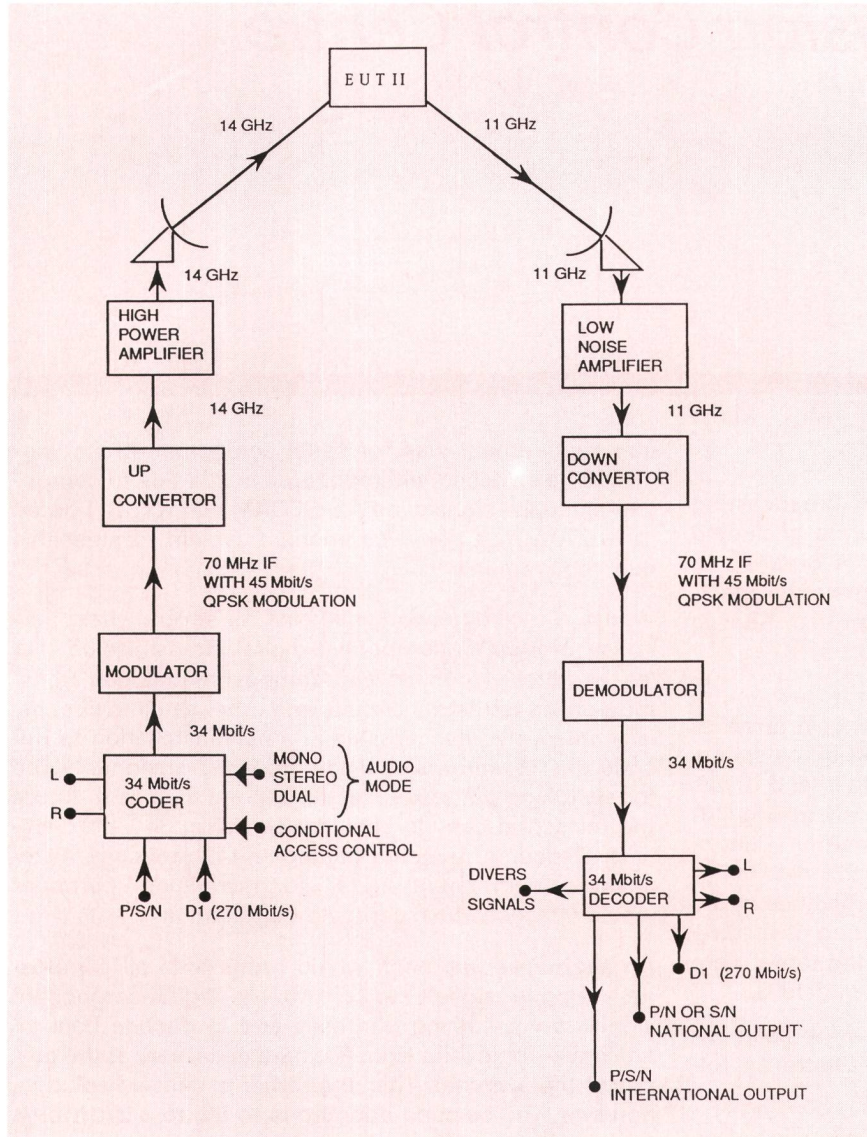 EUT II
14 GHz
11 GHz
14 GHz
11 GHz
HIGH
POWER
AMPLIFIER
LOW
NOISE
AMPLIFIER
14 GHz
11 GHz
UP
CONVERTOR
DOWN
CONVERTOR
70 MHz IF
WITH 45 Mbit/s
QPSK MODULATION
70 MHz IF
WITH 45 Mbit/s
QPSK MODULATION
MODULATOR
DEMODULATOR
34 Mbit/s
34 Mbit/s
L
R
34 Mbit/s
CODER
MONO
STEREO
DUAL
AUDIO
MODE
CONDITIONAL
ACCESS CONTROL
P/S/N
D1 (270 Mbit/s)
DIVERS
SIGNALS
34 Mbit/s
DECODER
L
R
D1 (270 Mbit/s)
P/N OR S/N
NATIONAL OUTPUT
P/S/N
INTERNATIONAL OUTPUT